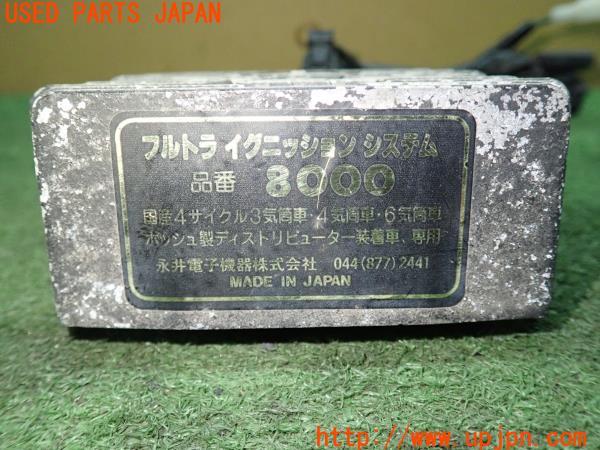 USED PARTS JAPAN
フルトラ イグニッション システム
品番 8000
国産4サイクル3気筒車・4気筒車・6気筒車
ボッシュ製ディストリビューター装着車、専用
永井電子機器株式会社 044(877)2441
MADE IN JAPAN
http://www.upjpn.com/